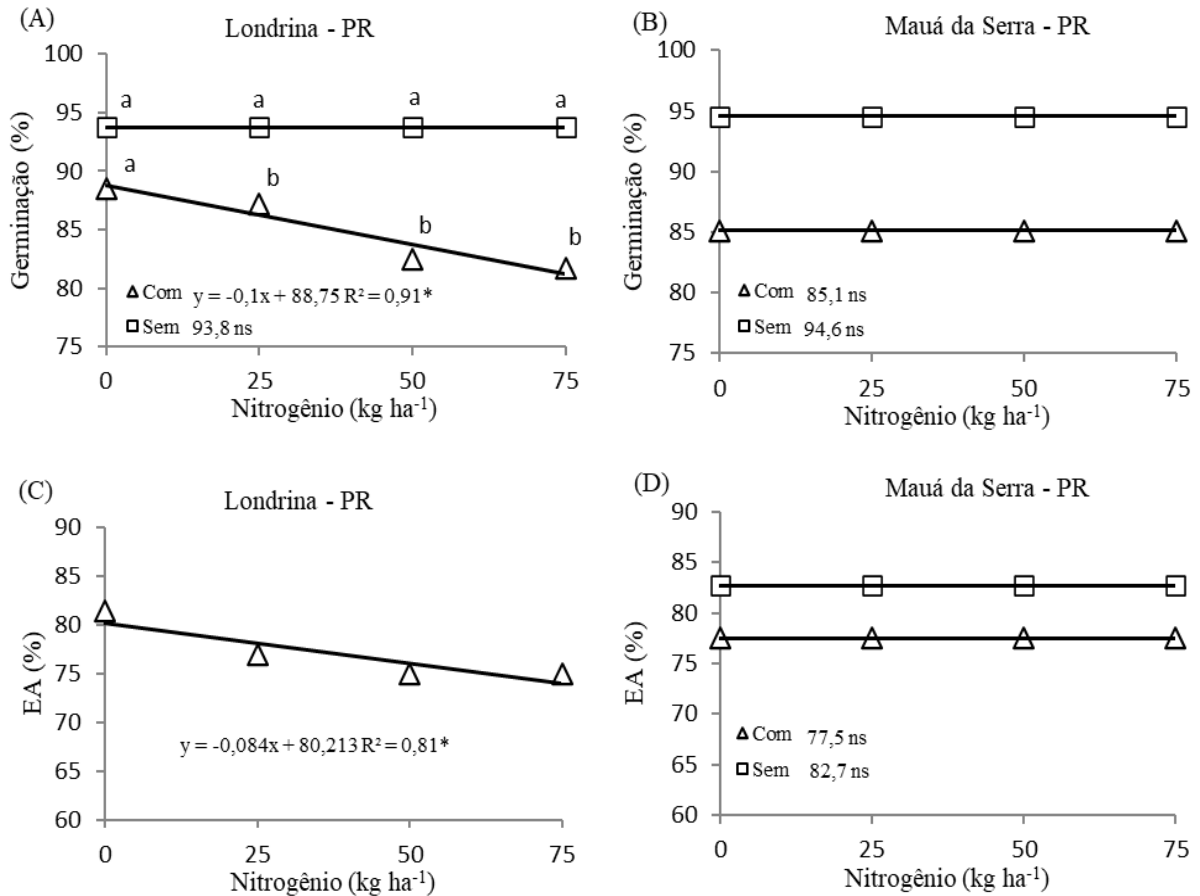 (A)
Londrina - PR
100
95
90
85
80
75
Germinação (%)
a a a a
a b b b
Com y = -0,1x + 88,75 R² = 0,91*
Sem 93,8 ns
0 25 50 75
Nitrogênio (kg ha⁻¹)
(B)
Mauá da Serra - PR
100
95
90
85
80
75
Germinação (%)
Com 85,1 ns
Sem 94,6 ns
0 25 50 75
Nitrogênio (kg ha⁻¹)
(C)
Londrina - PR
90
85
80
75
70
65
60
EA (%)
y = -0,084x + 80,213 R² = 0,81*
0 25 50 75
Nitrogênio (kg ha⁻¹)
(D)
Mauá da Serra - PR
90
85
80
75
70
65
60
EA (%)
Com 77,5 ns
Sem 82,7 ns
0 25 50 75
Nitrogênio (kg ha⁻¹)